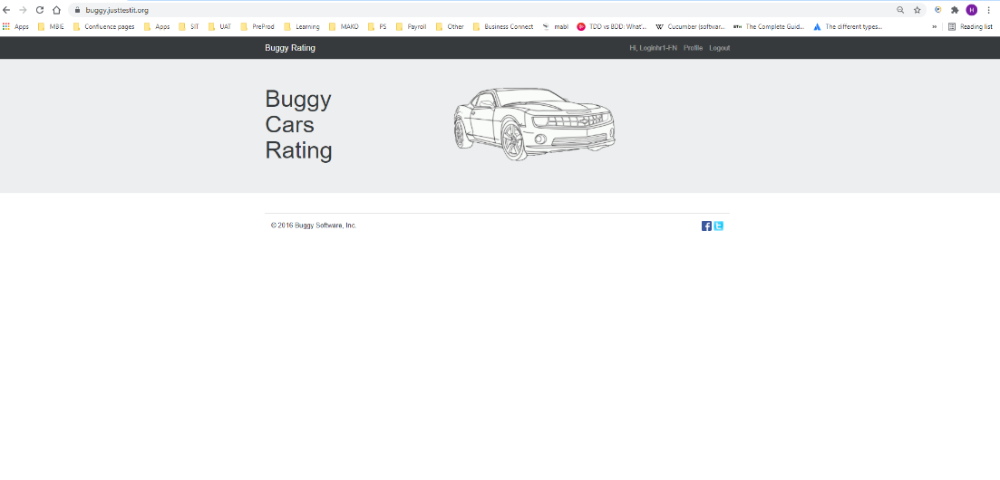 buggy.justtestit.org
H
Apps MBIE Confluence pages Apps SIT UAT PreProd Learning MAKO PS Payroll Other Business Connect mabl TDD vs BDD: What'... W Cucumber (softwar... The Complete Guid... The different types... » Reading list
Buggy Rating Hi, Loginhr1-FN Profile Logout
Buggy
Cars
Rating
© 2016 Buggy Software, Inc.